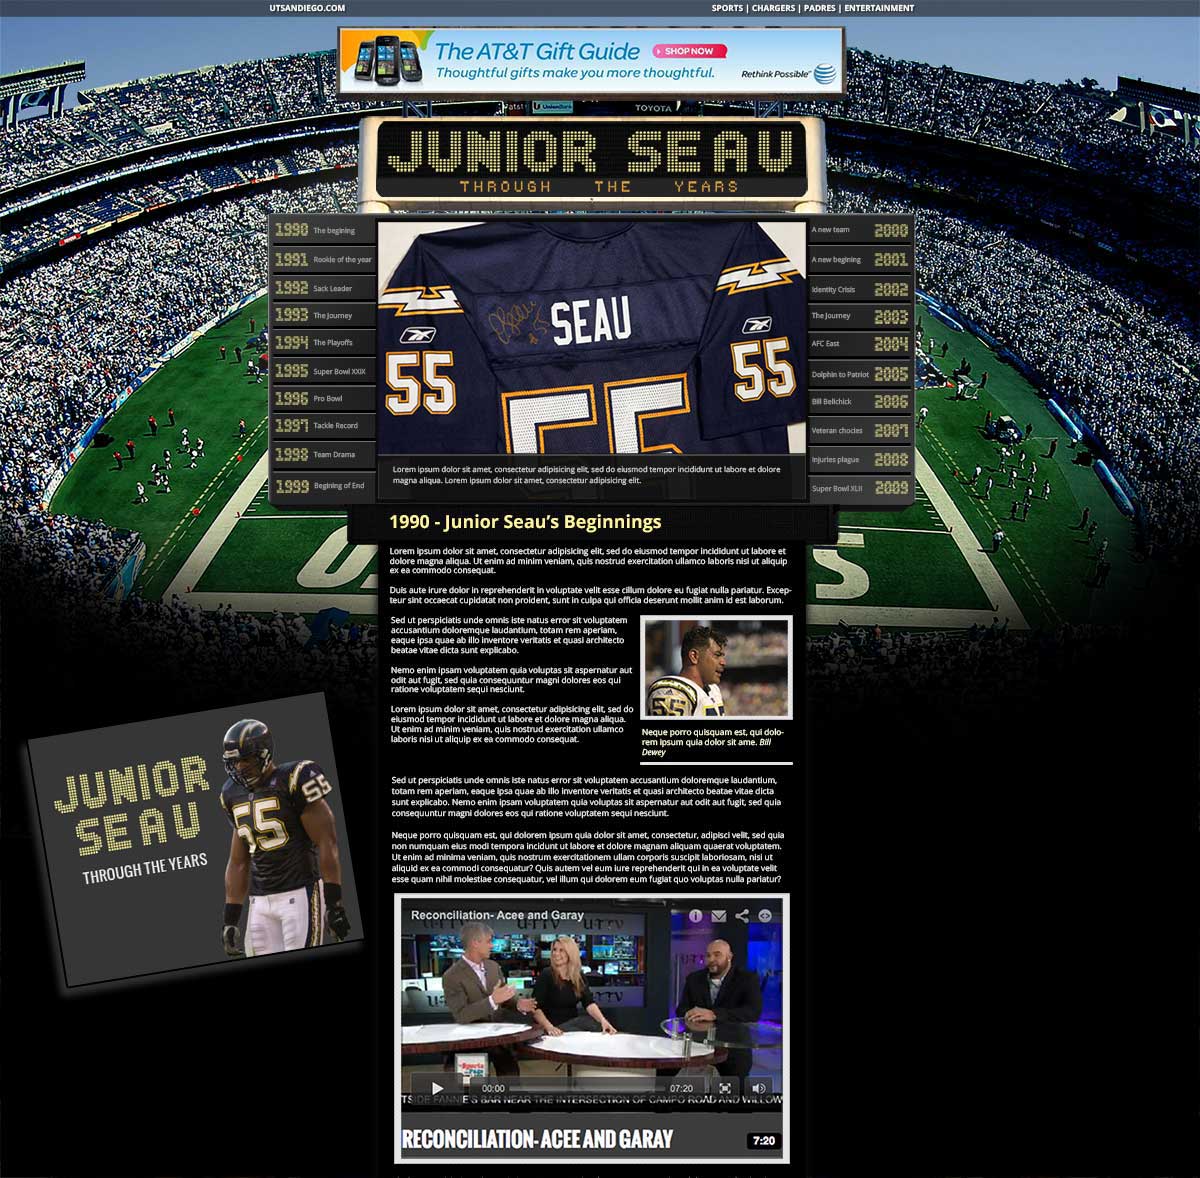 UTSANDIEGO.COM
SPORTS | CHARGERS | PADRES | ENTERTAINMENT
The AT&T Gift Guide
SHOP NOW
Thoughtful gifts make you more thoughtful.
Rethink Possible
at&t
UnionBank
TOYOTA
JUNIOR SEAU
THROUGH THE YEARS
1990 The begining
1991 Rookie of the year
1992 Sack Leader
1993 The Journey
1994 The Playoffs
1995 Super Bowl XXIX
1996 Pro Bowl
1997 Tackle Record
1998 Team Drama
1999 Begining of End
SEAU
55
55
55
A new team 2000
A new begining 2001
Identity Crisis 2002
The Journey 2003
AFC East 2004
Dolphin to Patriot 2005
Bill Belichick 2006
Veteran chocies 2007
Injuries plague 2008
Super Bowl XLII 2009
Lorem ipsum dolor sit amet, consectetur adipisicing elit, sed do eiusmod tempor incididunt ut labore et dolore
magna aliqua. Lorem ipsum dolor sit amet, consectetur adipisicing elit.
1990 - Junior Seau’s Beginnings
Lorem ipsum dolor sit amet, consectetur adipisicing elit, sed do eiusmod tempor incididunt ut labore et
dolore magna aliqua. Ut enim ad minim veniam, quis nostrud exercitation ullamco laboris nisi ut aliquip
ex ea commodo consequat.
Duis aute irure dolor in reprehenderit in voluptate velit esse cillum dolore eu fugiat nulla pariatur. Excep-
teur sint occaecat cupidatat non proident, sunt in culpa qui officia deserunt mollit anim id est laborum.
Sed ut perspiciatis unde omnis iste natus error sit voluptatem
accusantium doloremque laudantium, totam rem aperiam,
eaque ipsa quae ab illo inventore veritatis et quasi architecto
beatae vitae dicta sunt explicabo.
Nemo enim ipsam voluptatem quia voluptas sit aspernatur aut
odit aut fugit, sed quia consequuntur magni dolores eos qui
ratione voluptatem sequi nesciunt.
Lorem ipsum dolor sit amet, consectetur adipisicing elit, sed do
eiusmod tempor incididunt ut labore et dolore magna aliqua.
Ut enim ad minim veniam, quis nostrud exercitation ullamco
laboris nisi ut aliquip ex ea commodo consequat.
55
Neque porro quisquam est, qui dolo-
rem ipsum quia dolor sit ame. Bill
Dewey
JUNIOR
SEAU
THROUGH THE YEARS
55
55
Sed ut perspiciatis unde omnis iste natus error sit voluptatem accusantium doloremque laudantium,
totam rem aperiam, eaque ipsa quae ab illo inventore veritatis et quasi architecto beatae vitae dicta
sunt explicabo. Nemo enim ipsam voluptatem quia voluptas sit aspernatur aut odit aut fugit, sed quia
consequuntur magni dolores eos qui ratione voluptatem sequi nesciunt.
Neque porro quisquam est, qui dolorem ipsum quia dolor sit amet, consectetur, adipisci velit, sed quia
non numquam eius modi tempora incidunt ut labore et dolore magnam aliquam quaerat voluptatem.
Ut enim ad minima veniam, quis nostrum exercitationem ullam corporis suscipit laboriosam, nisi ut
aliquid ex ea commodi consequatur? Quis autem vel eum iure reprehenderit qui in ea voluptate velit
esse quam nihil molestiae consequatur, vel illum qui dolorem eum fugiat quo voluptas nulla pariatur?
Reconciliation- Acee and Garay
00:00
07:20
TSIDE FANNIE'S BAR NEAR THE INTERSECTION OF CAMPO ROAD AND WILLOW
RECONCILIATION- ACEE AND GARAY
7:20